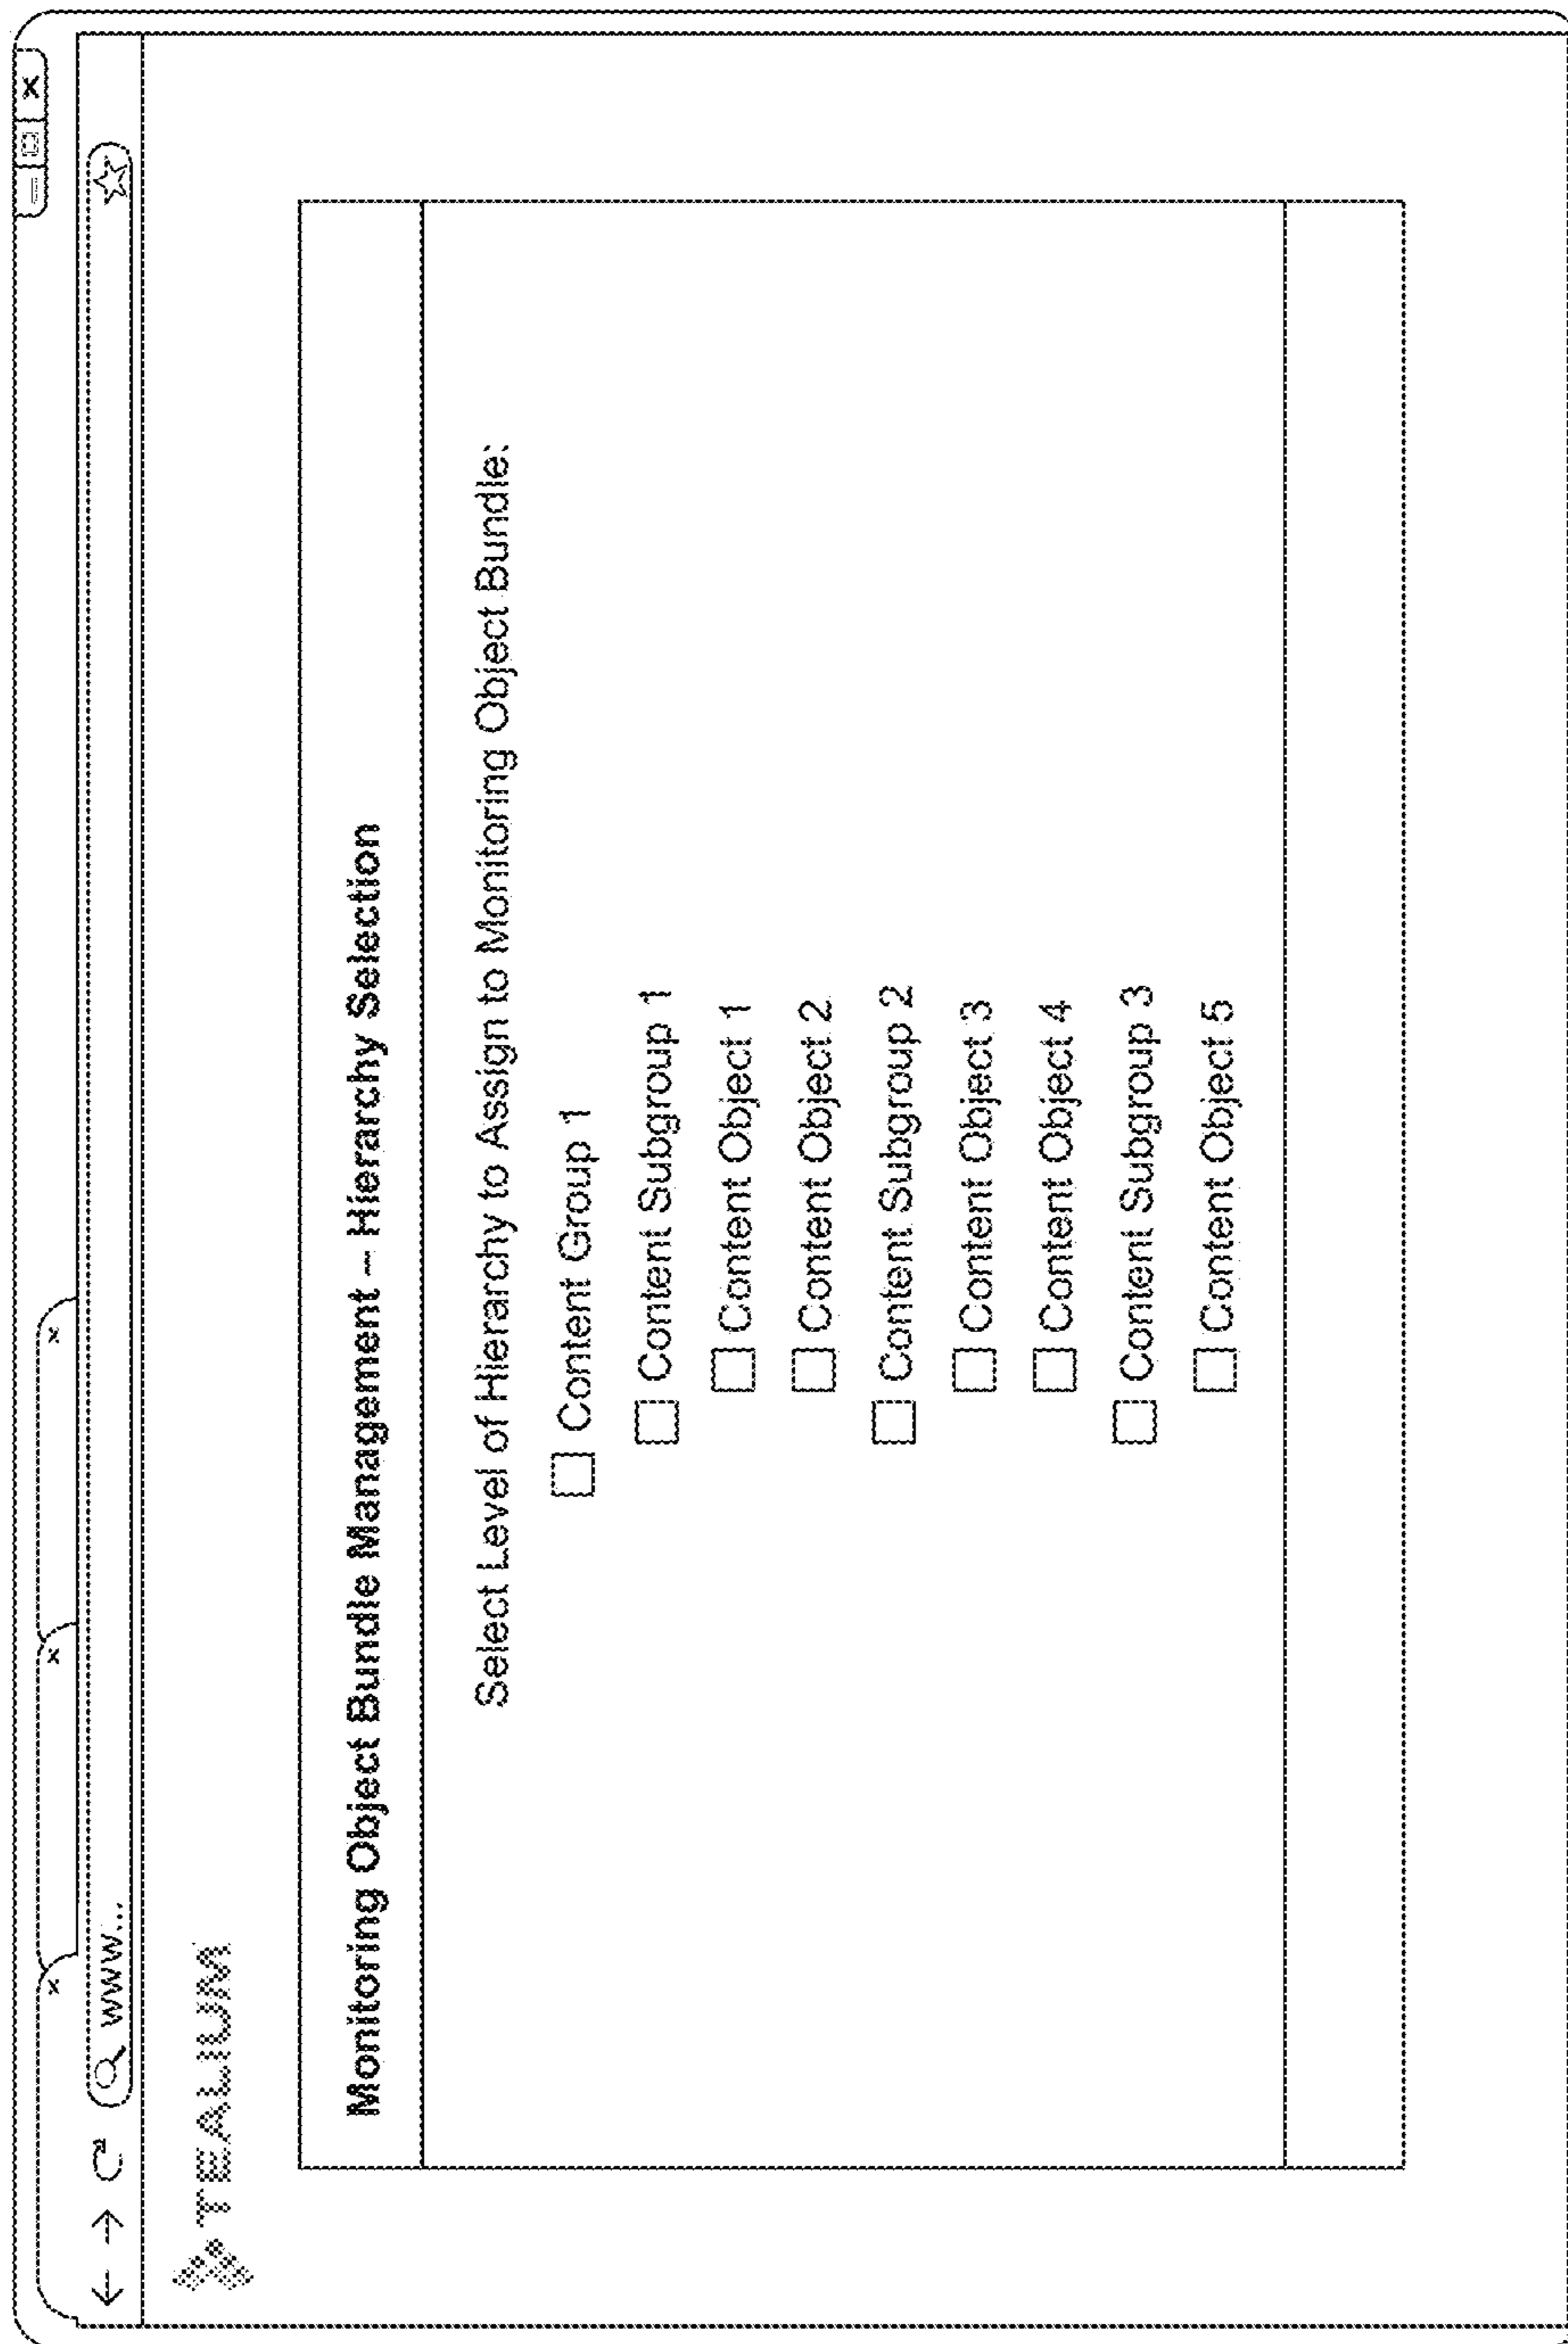 www...
TEALIUM
Monitoring Object Bundle Management – Hierarchy Selection
Select Level of Hierarchy to Assign to Monitoring Object Bundle:
Content Group 1
Content Subgroup 1
Content Object 1
Content Object 2
Content Subgroup 2
Content Object 3
Content Object 4
Content Subgroup 3
Content Object 5